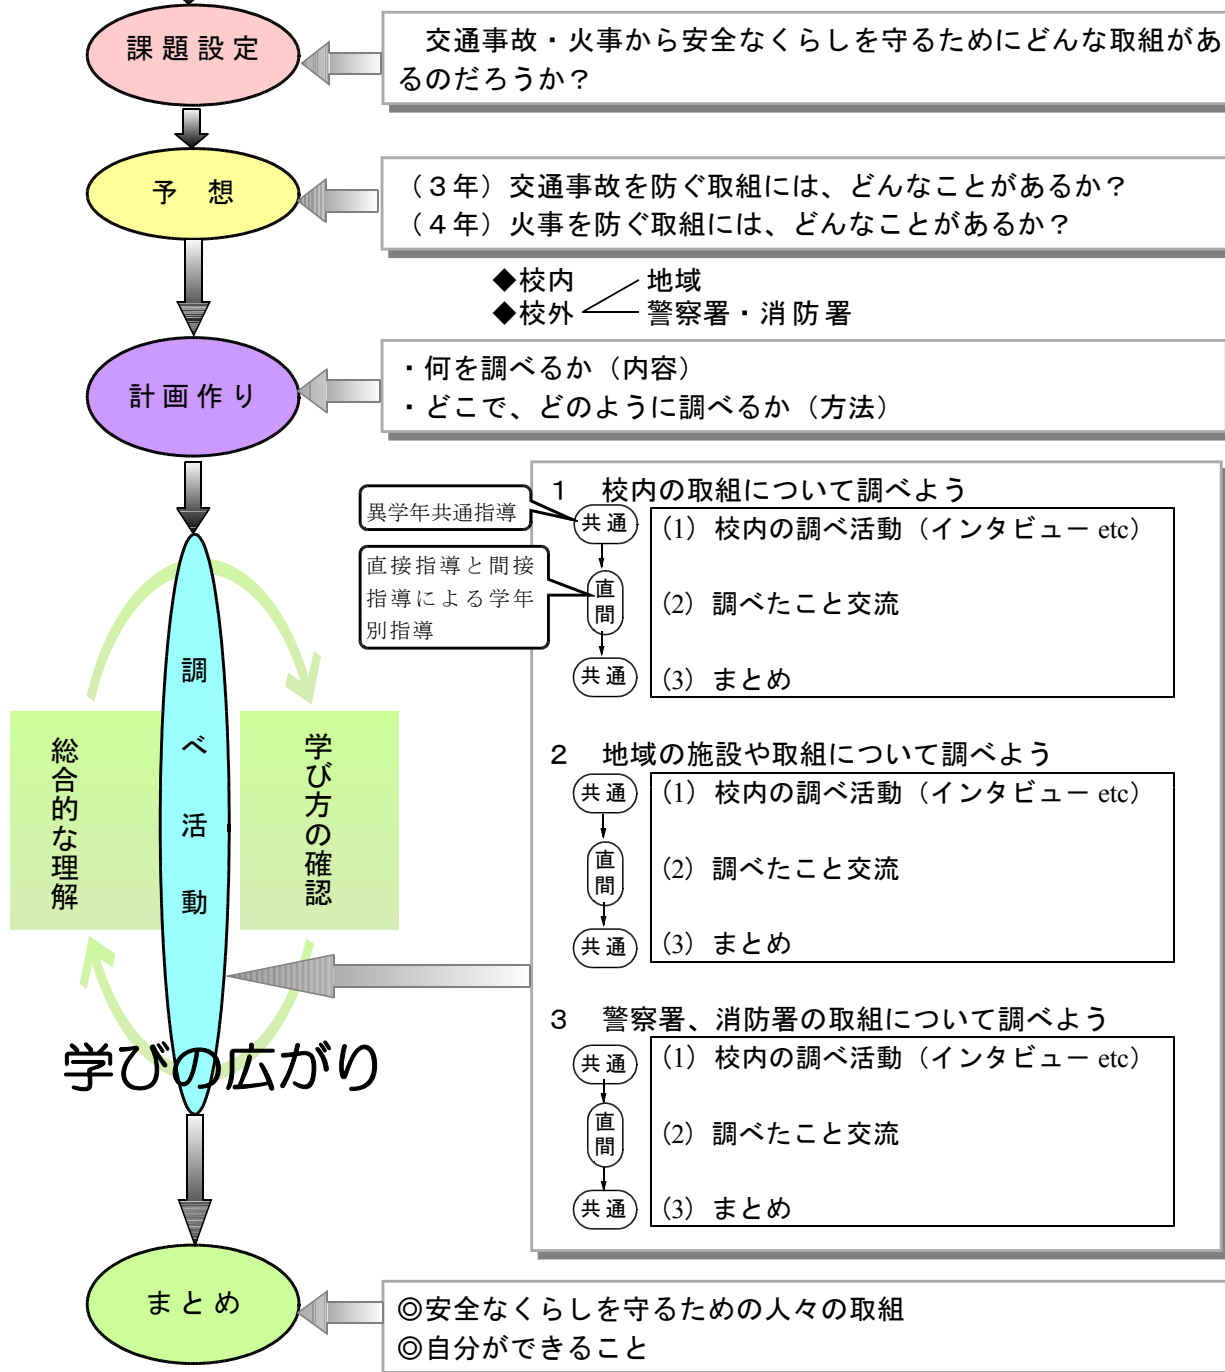 課題設定
　交通事故・火事から安全なくらしを守るためにどんな取組があ
るのだろうか？
予　想
（３年）交通事故を防ぐ取組には、どんなことがあるか？
（４年）火事を防ぐ取組には、どんなことがあるか？
◆校内
◆校外
地域
警察署・消防署
計画作り
・何を調べるか（内容）
・どこで、どのように調べるか（方法）
異学年共通指導
直接指導と間接
指導による学年
別指導
調べ活動
総合的な理解
学び方の確認
学びの広がり
１　校内の取組について調べよう
共通
直間
共通
(1) 校内の調べ活動（インタビュー etc）
(2) 調べたこと交流
(3) まとめ
２　地域の施設や取組について調べよう
共通
直間
共通
(1) 校内の調べ活動（インタビュー etc）
(2) 調べたこと交流
(3) まとめ
３　警察署、消防署の取組について調べよう
共通
直間
共通
(1) 校内の調べ活動（インタビュー etc）
(2) 調べたこと交流
(3) まとめ
まとめ
◎安全なくらしを守るための人々の取組
◎自分ができること